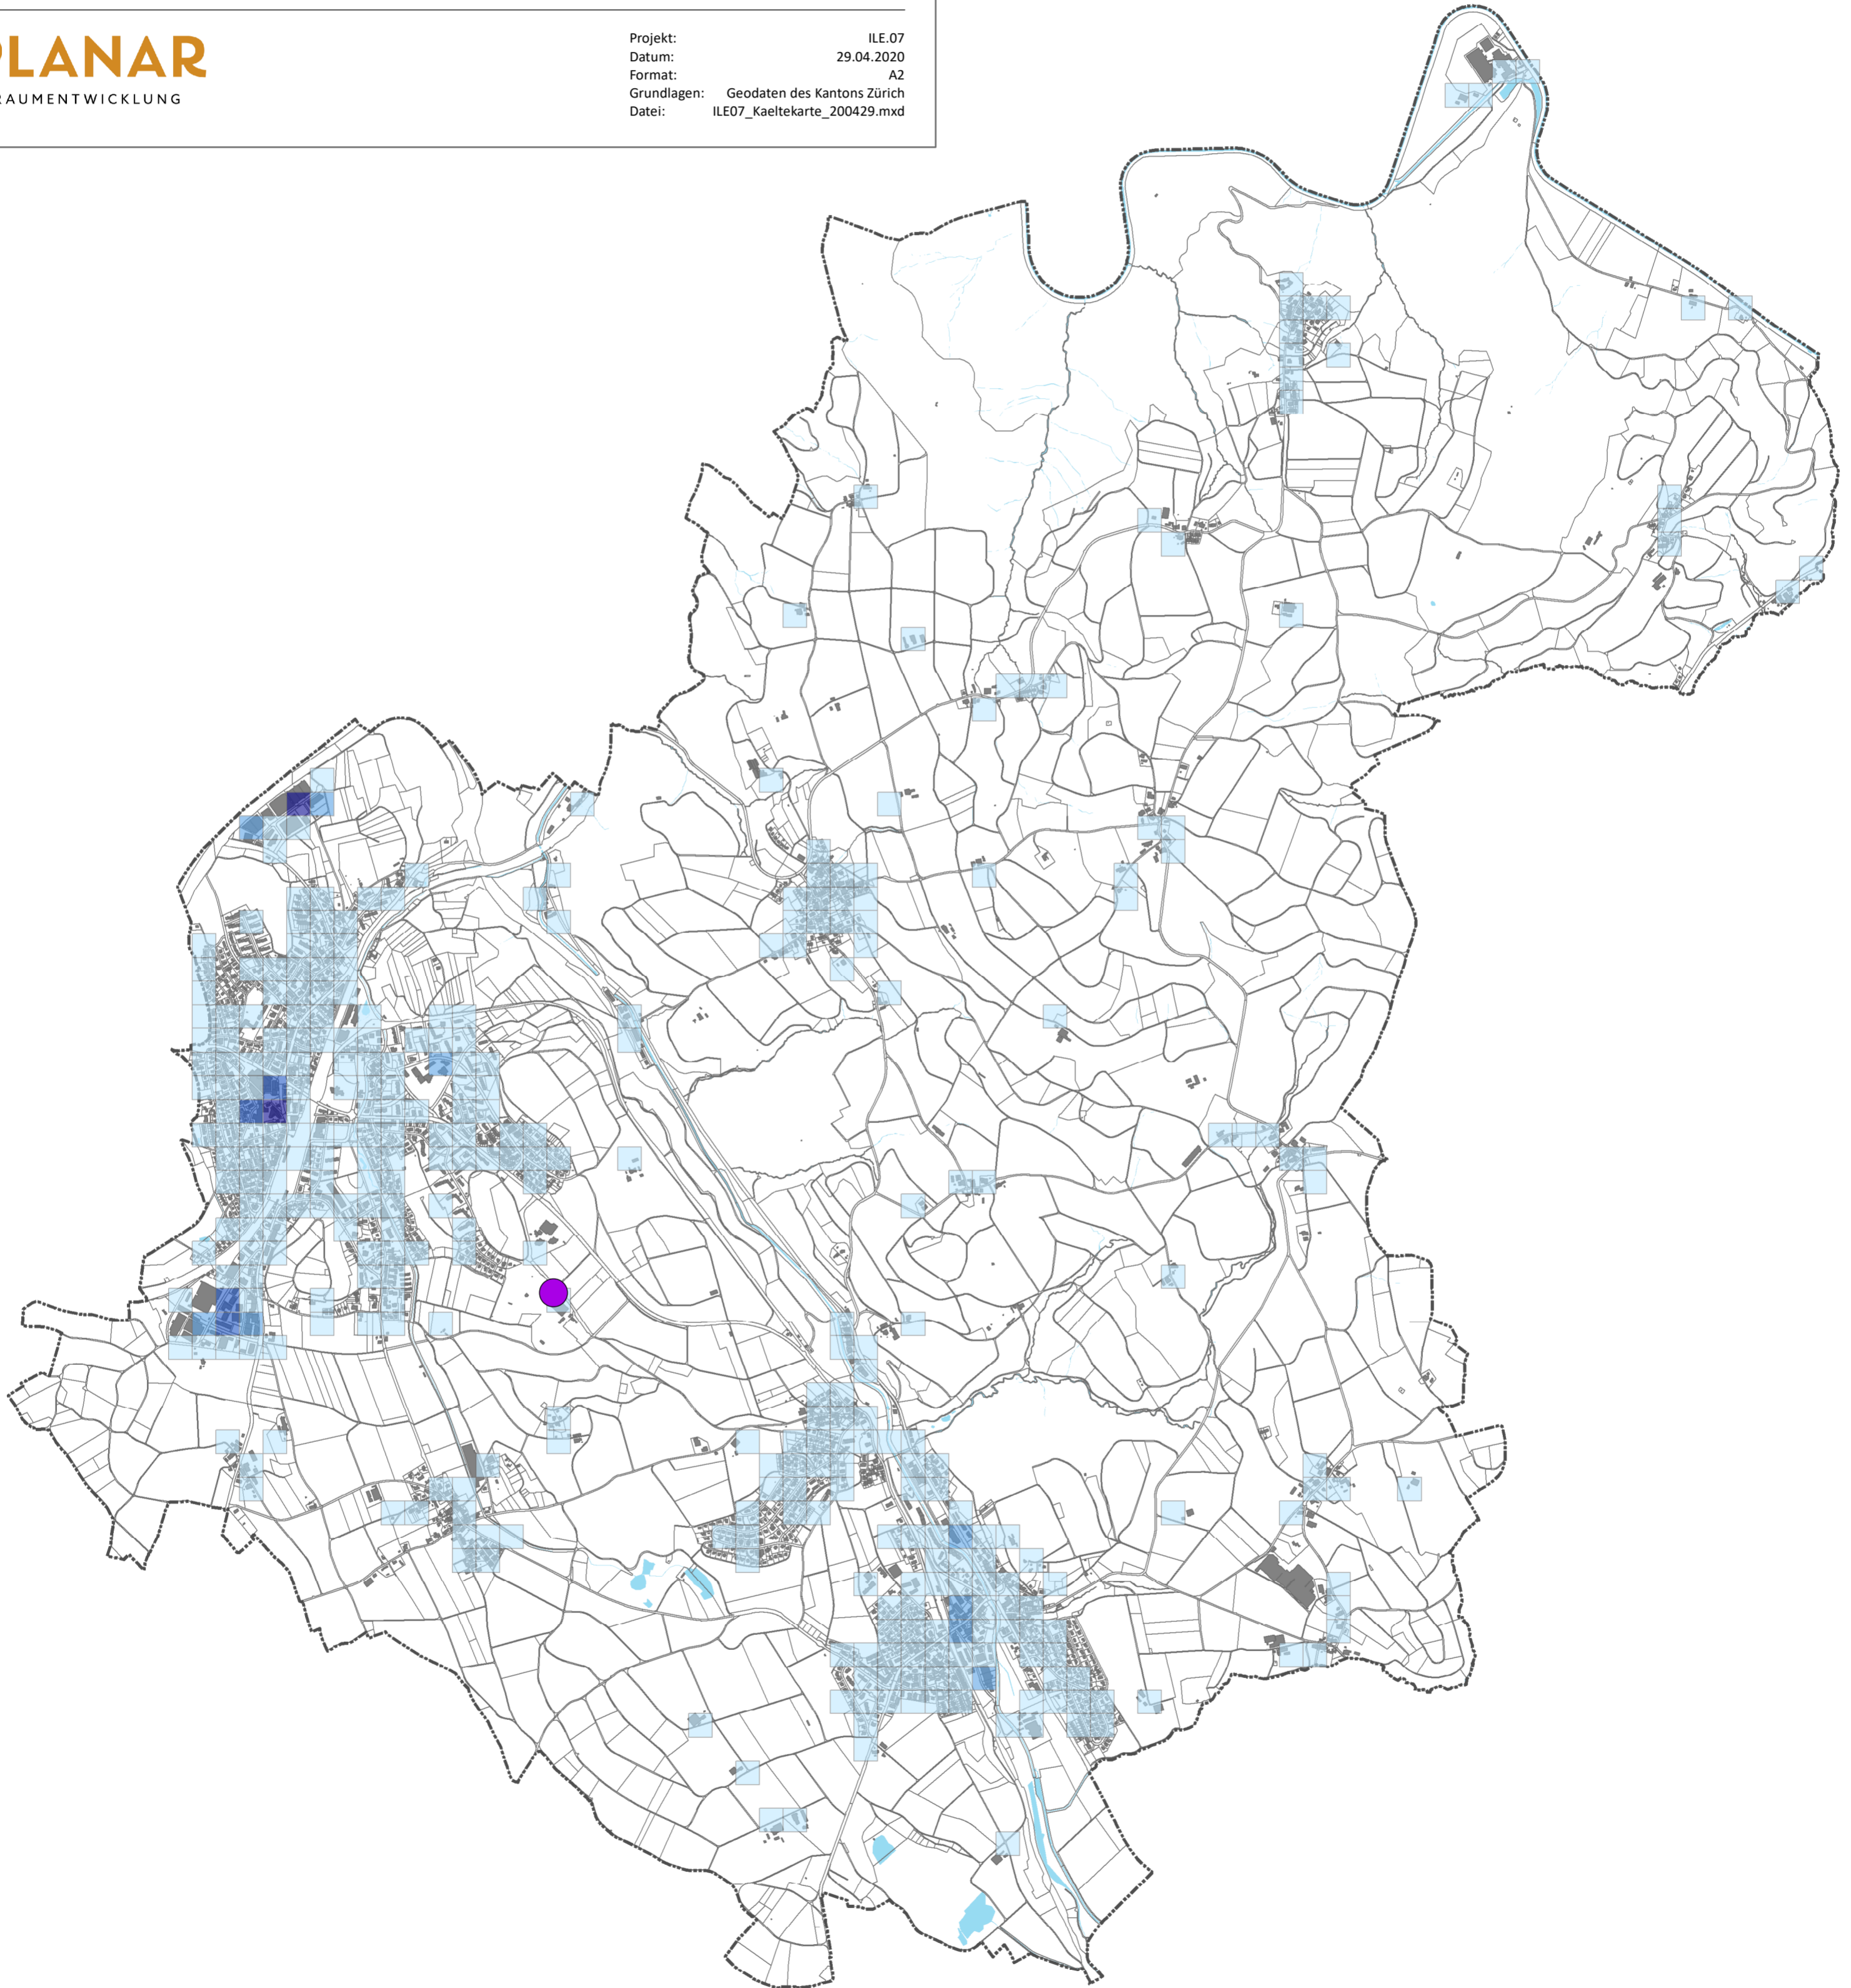 PLANAR
RAUMENTWICKLUNG
Projekt: ILE.07
Datum: 29.04.2020
Format: A2
Grundlagen: Geodaten des Kantons Zürich
Datei: ILE07_Kaeltekarte_200429.mxd